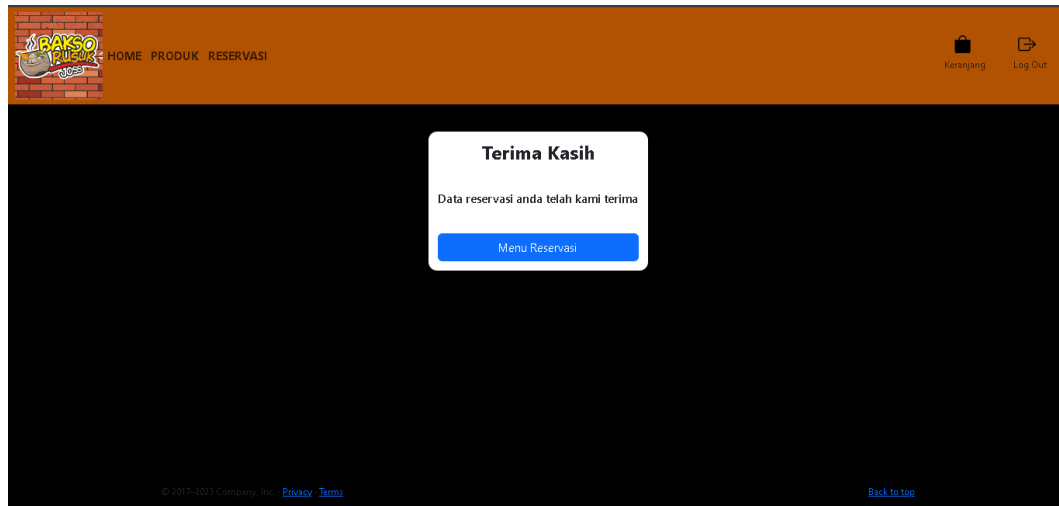 BAKSO
RUSUK
JOSS
HOME PRODUK RESERVASI
Keranjang
Log Out
Terima Kasih
Data reservasi anda telah kami terima
Menu Reservasi
© 2017–2023 Company, Inc. · Privacy · Terms
Back to top